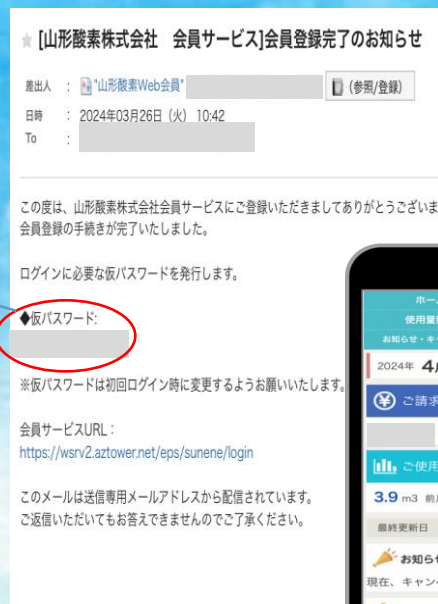 [山形酸素株式会社　会員サービス]会員登録完了のお知らせ
差出人 : "山形酸素Web会員"
(参照/登録)
日時 : 2024年03月26日（火） 10:42
To :
この度は、山形酸素株式会社会員サービスにご登録いただきましてありがとうございま
会員登録の手続きが完了いたしました。
ログインに必要な仮パスワードを発行します。
◆仮パスワード:
※仮パスワードは初回ログイン時に変更するようお願いいたします。
会員サービスURL：
https://wsrv2.aztower.net/eps/sunene/login
このメールは送信専用メールアドレスから配信されています。
ご返信いただいてもお答えできませんのでご了承ください。
ホー
使用量
お知らせ・キ
2024年 4
ご請求
ご使用
3.9 m3 前
最終更新日
お知らせ
現在、キャン